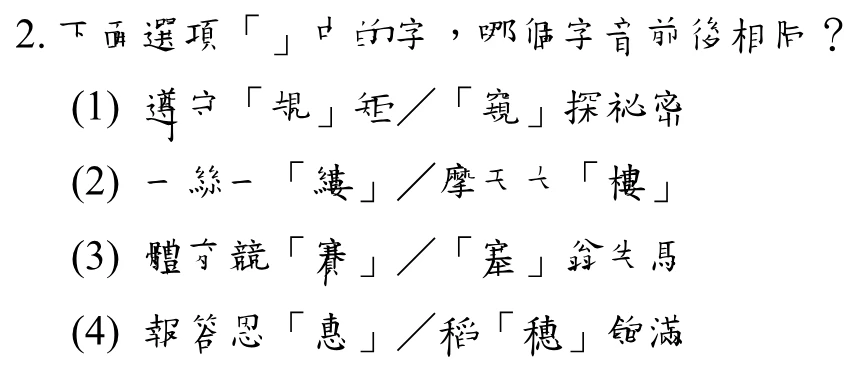 2. 下面選項「」中的字，哪個字音前後相同？
(1) 遵守「規」矩／「窺」探祕密
(2) 一絲一「縷」／摩天大「樓」
(3) 體育競「賽」／「塞」翁失馬
(4) 報答恩「惠」／稻「穗」飽滿